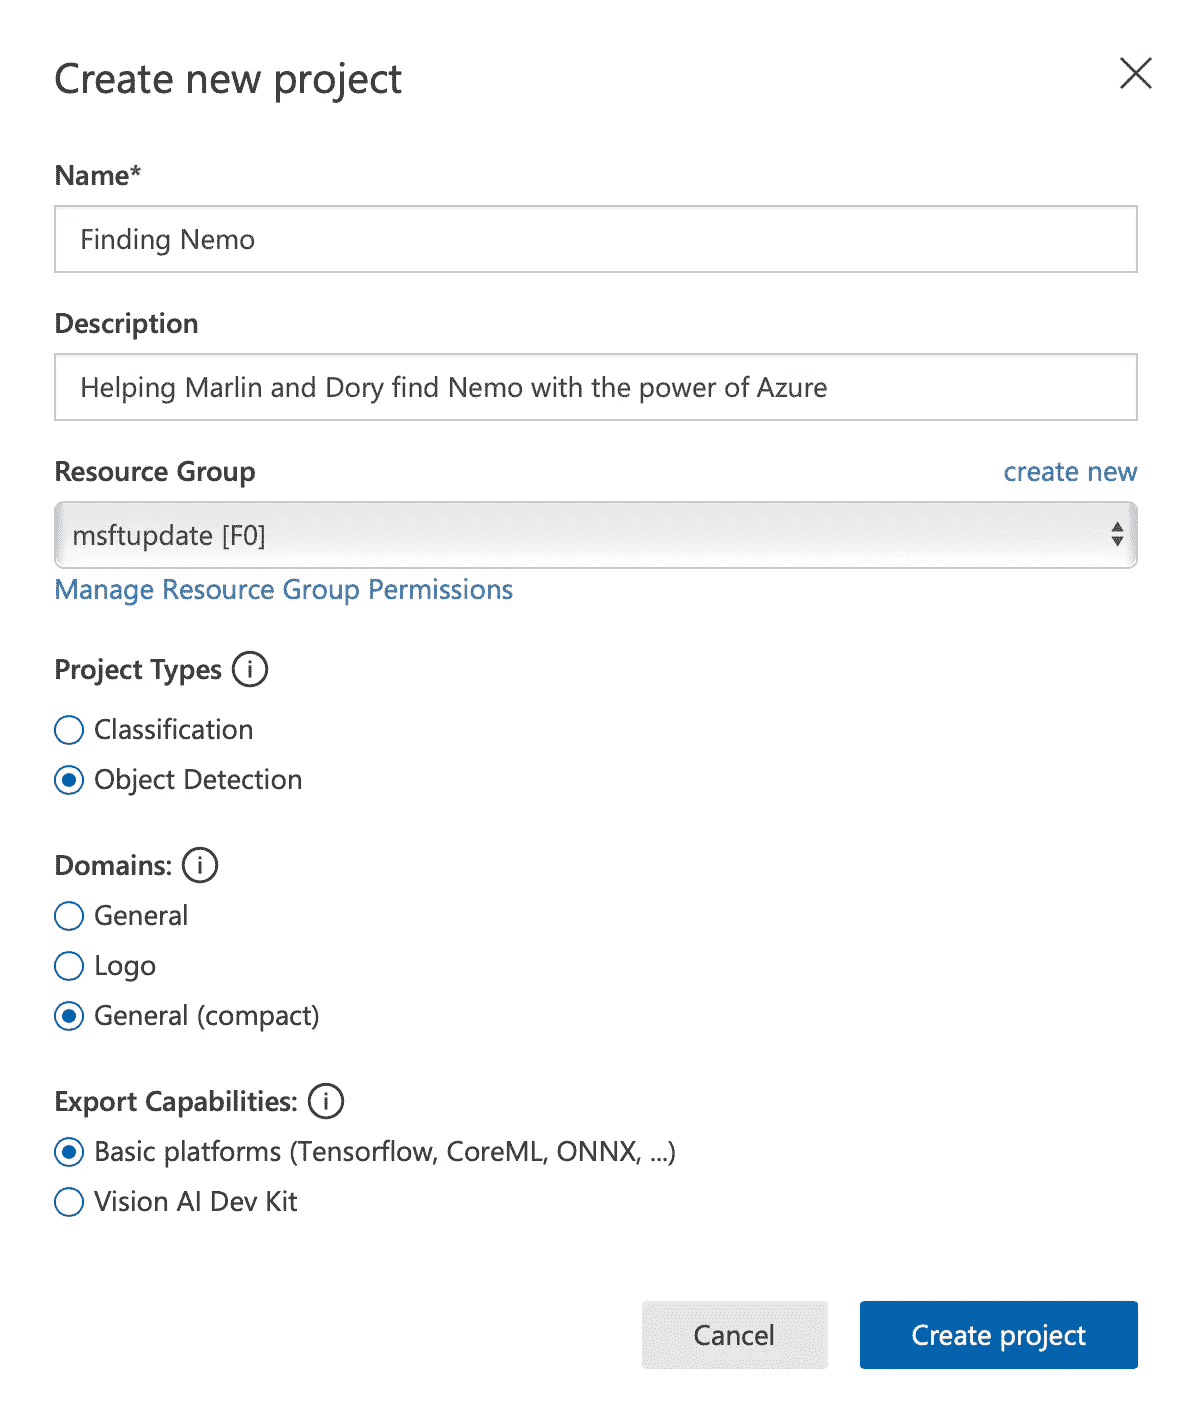 Create new project
Name*
Finding Nemo
Description
Helping Marlin and Dory find Nemo with the power of Azure
Resource Group create new
msftupdate [F0]
Manage Resource Group Permissions
Project Types i
Classification
Object Detection
Domains: i
General
Logo
General (compact)
Export Capabilities: i
Basic platforms (Tensorflow, CoreML, ONNX, ...)
Vision AI Dev Kit
Cancel Create project